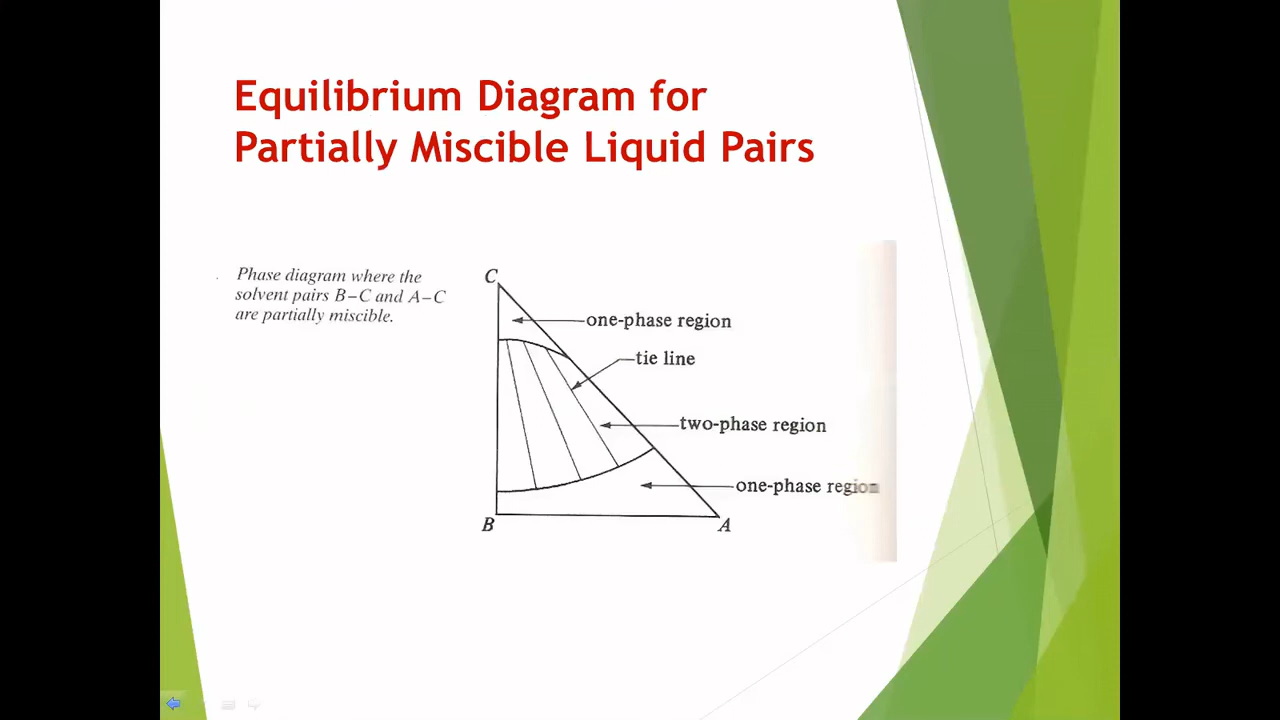 Equilibrium Diagram for
Partially Miscible Liquid Pairs
Phase diagram where the
solvent pairs B–C and A–C
are partially miscible.
C
one-phase region
tie line
two-phase region
one-phase region
B
A